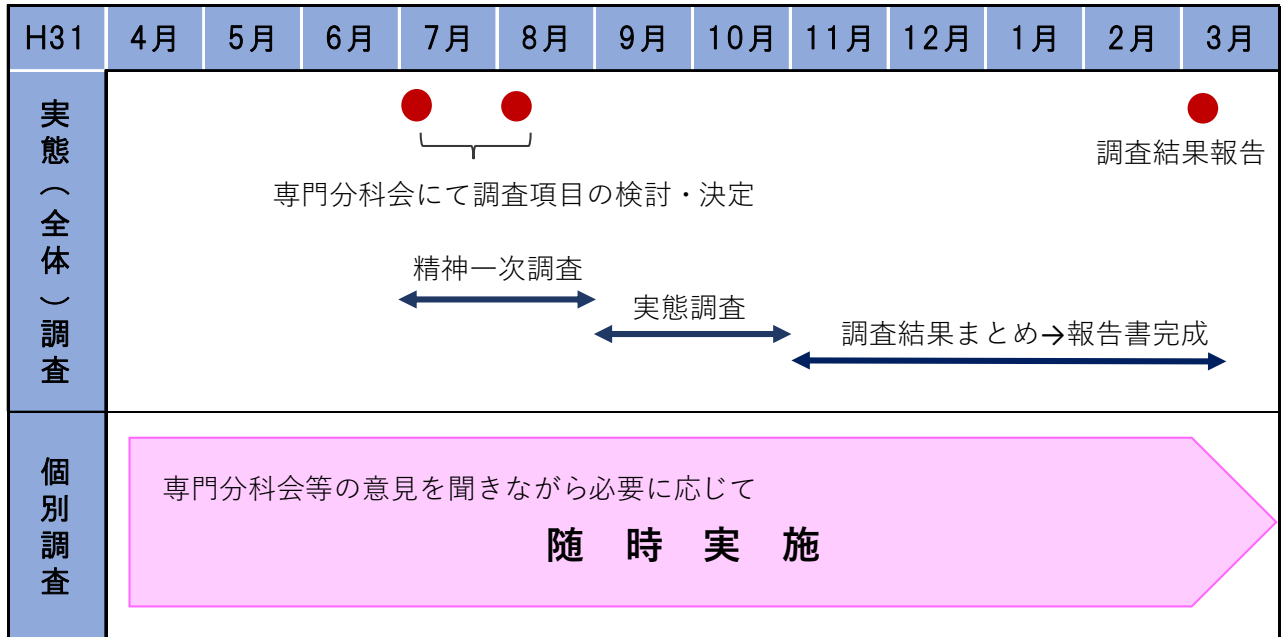 H31 4月 5月 6月 7月 8月 9月 10月 11月 12月 1月 2月 3月
実態（全体）調査
調査結果報告
専門分科会にて調査項目の検討・決定
精神一次調査
実態調査
調査結果まとめ→報告書完成
個別調査
専門分科会等の意見を聞きながら必要に応じて
随時実施